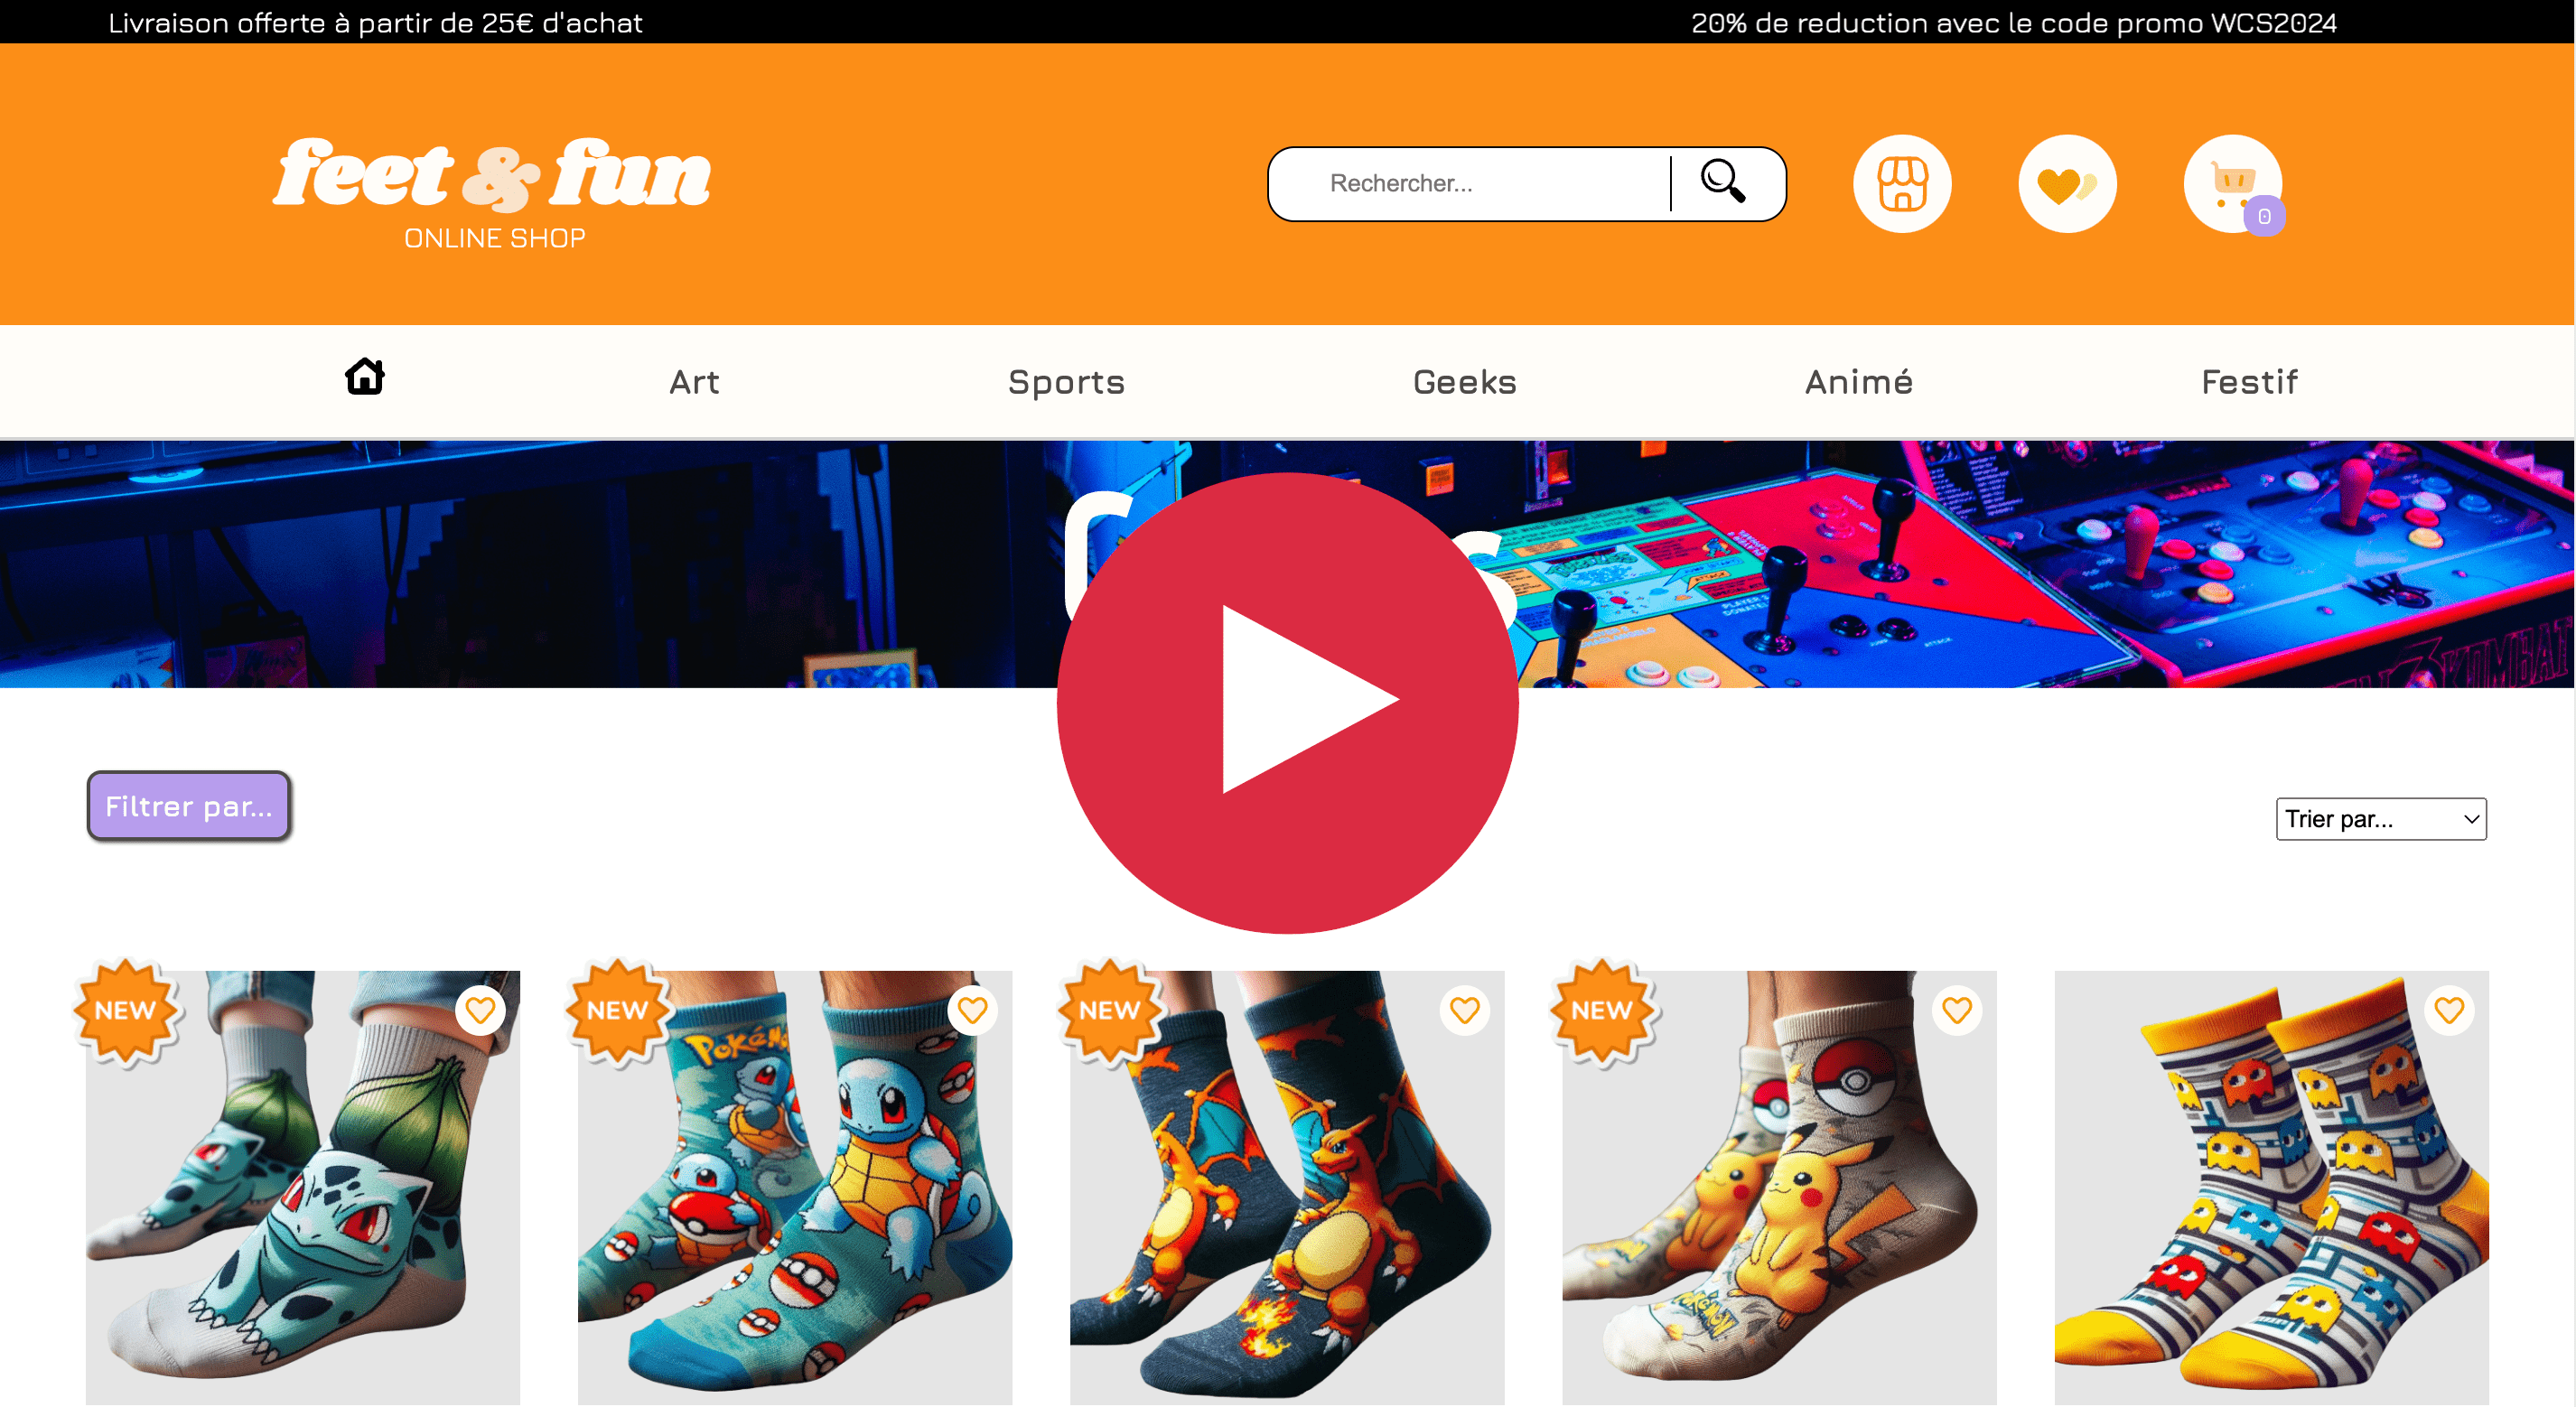 Livraison offerte à partir de 25€ d'achat
20% de reduction avec le code promo WCS2024
feet & fun
ONLINE SHOP
Rechercher...
0
Art
Sports
Geeks
Animé
Festif
Filtrer par...
Trier par...
NEW
NEW
NEW
NEW
Pokémon